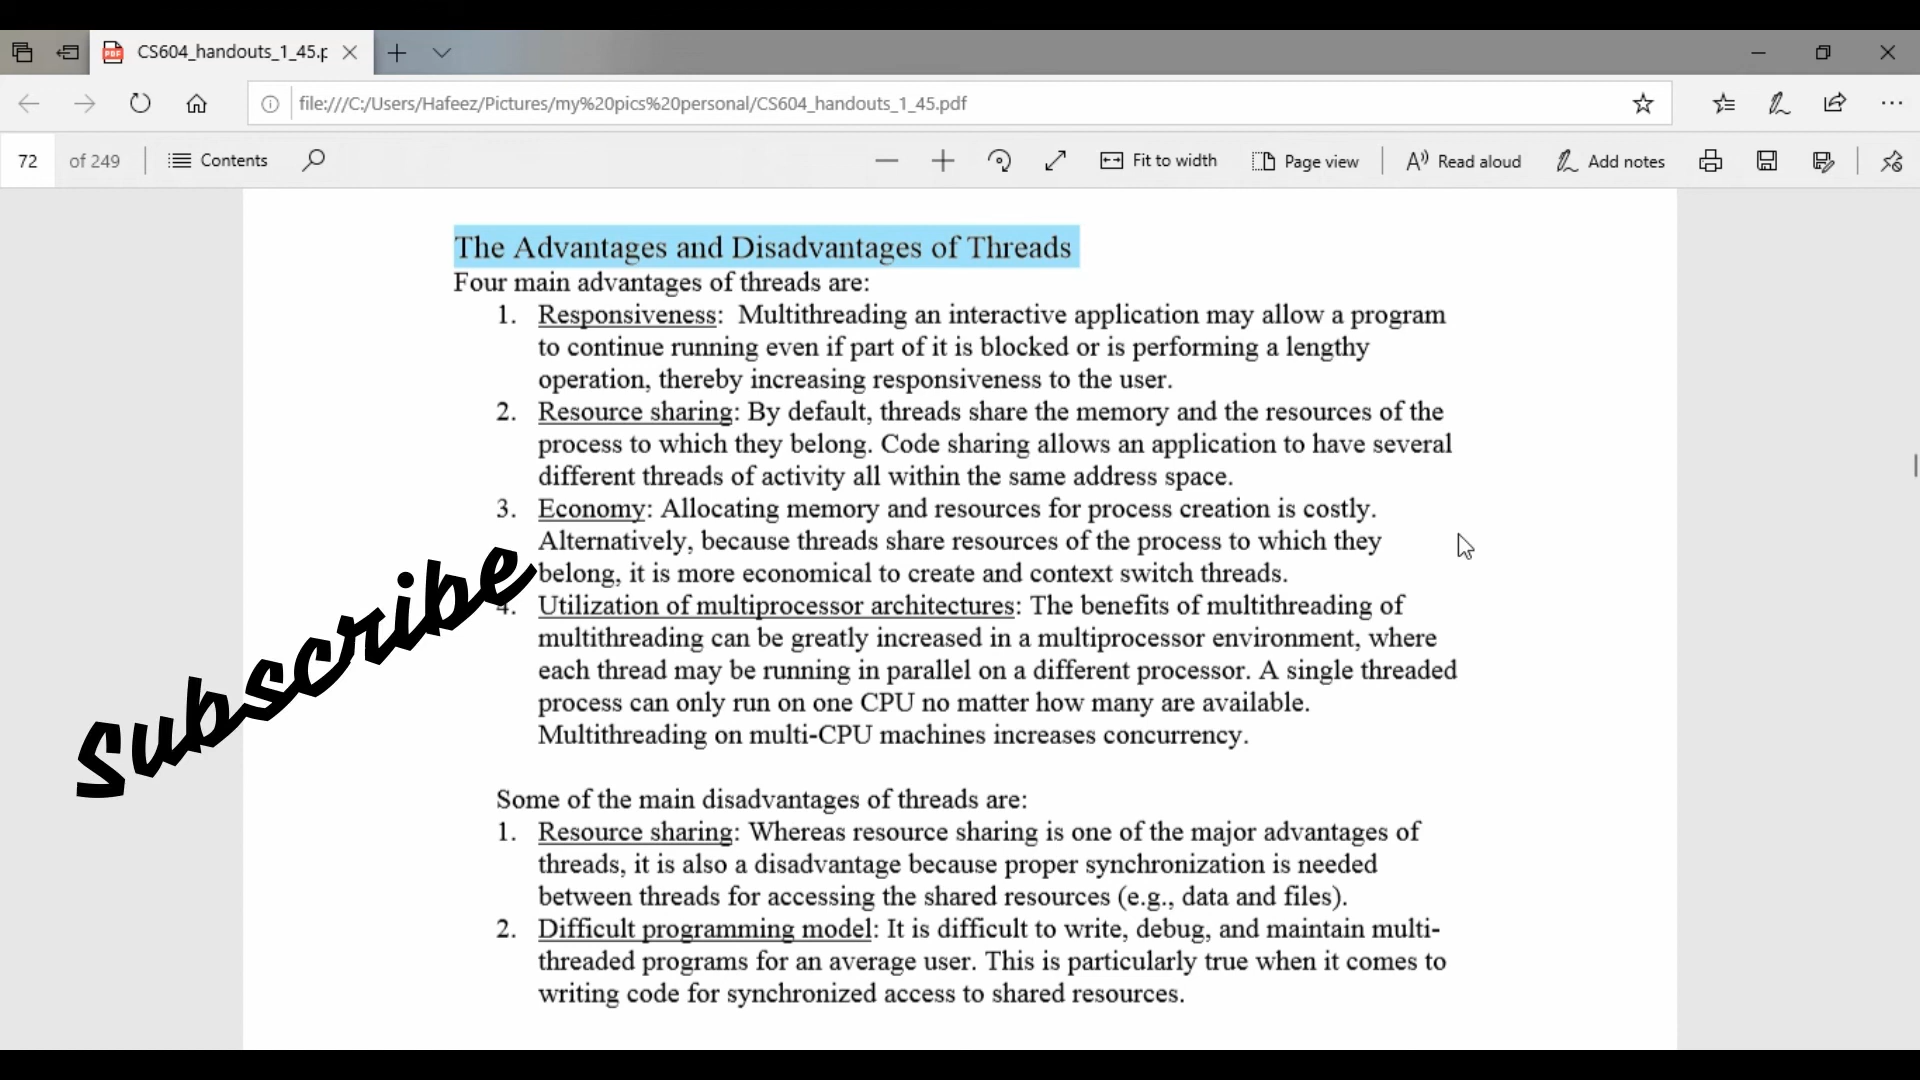 CS604_handouts_1_45.p
file:///C:/Users/Hafeez/Pictures/my%20pics%20personal/CS604_handouts_1_45.pdf
72 of 249 Contents Fit to width Page view Read aloud Add notes
The Advantages and Disadvantages of Threads
Four main advantages of threads are:
1. Responsiveness: Multithreading an interactive application may allow a program
to continue running even if part of it is blocked or is performing a lengthy
operation, thereby increasing responsiveness to the user.
2. Resource sharing: By default, threads share the memory and the resources of the
process to which they belong. Code sharing allows an application to have several
different threads of activity all within the same address space.
3. Economy: Allocating memory and resources for process creation is costly.
Alternatively, because threads share resources of the process to which they
belong, it is more economical to create and context switch threads.
4. Utilization of multiprocessor architectures: The benefits of multithreading of
multithreading can be greatly increased in a multiprocessor environment, where
each thread may be running in parallel on a different processor. A single threaded
process can only run on one CPU no matter how many are available.
Multithreading on multi-CPU machines increases concurrency.
Subscribe
Some of the main disadvantages of threads are:
1. Resource sharing: Whereas resource sharing is one of the major advantages of
threads, it is also a disadvantage because proper synchronization is needed
between threads for accessing the shared resources (e.g., data and files).
2. Difficult programming model: It is difficult to write, debug, and maintain multi-
threaded programs for an average user. This is particularly true when it comes to
writing code for synchronized access to shared resources.